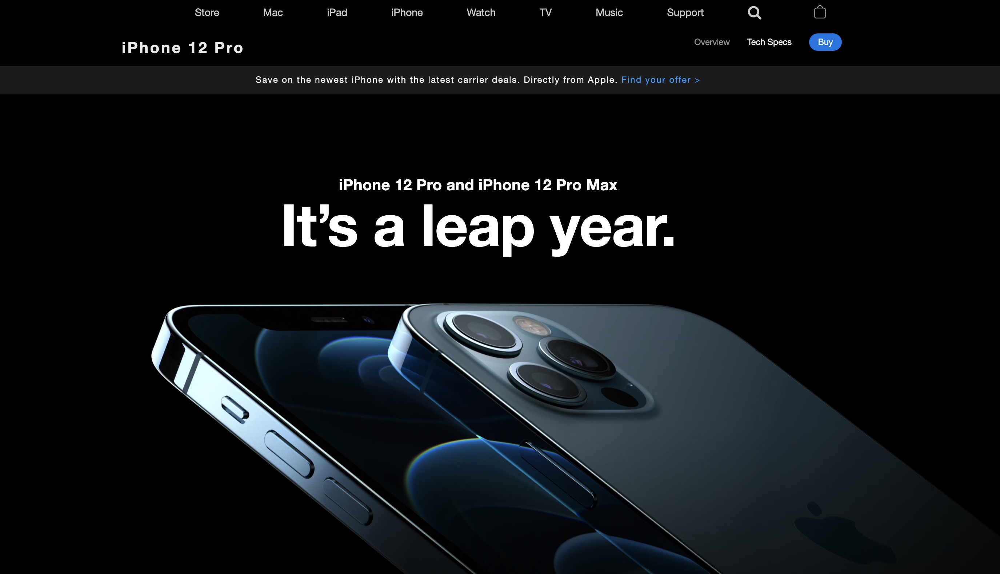 Store Mac iPad iPhone Watch TV Music Support
iPhone 12 Pro
Overview Tech Specs Buy
Save on the newest iPhone with the latest carrier deals. Directly from Apple. Find your offer >
iPhone 12 Pro and iPhone 12 Pro Max
It’s a leap year.